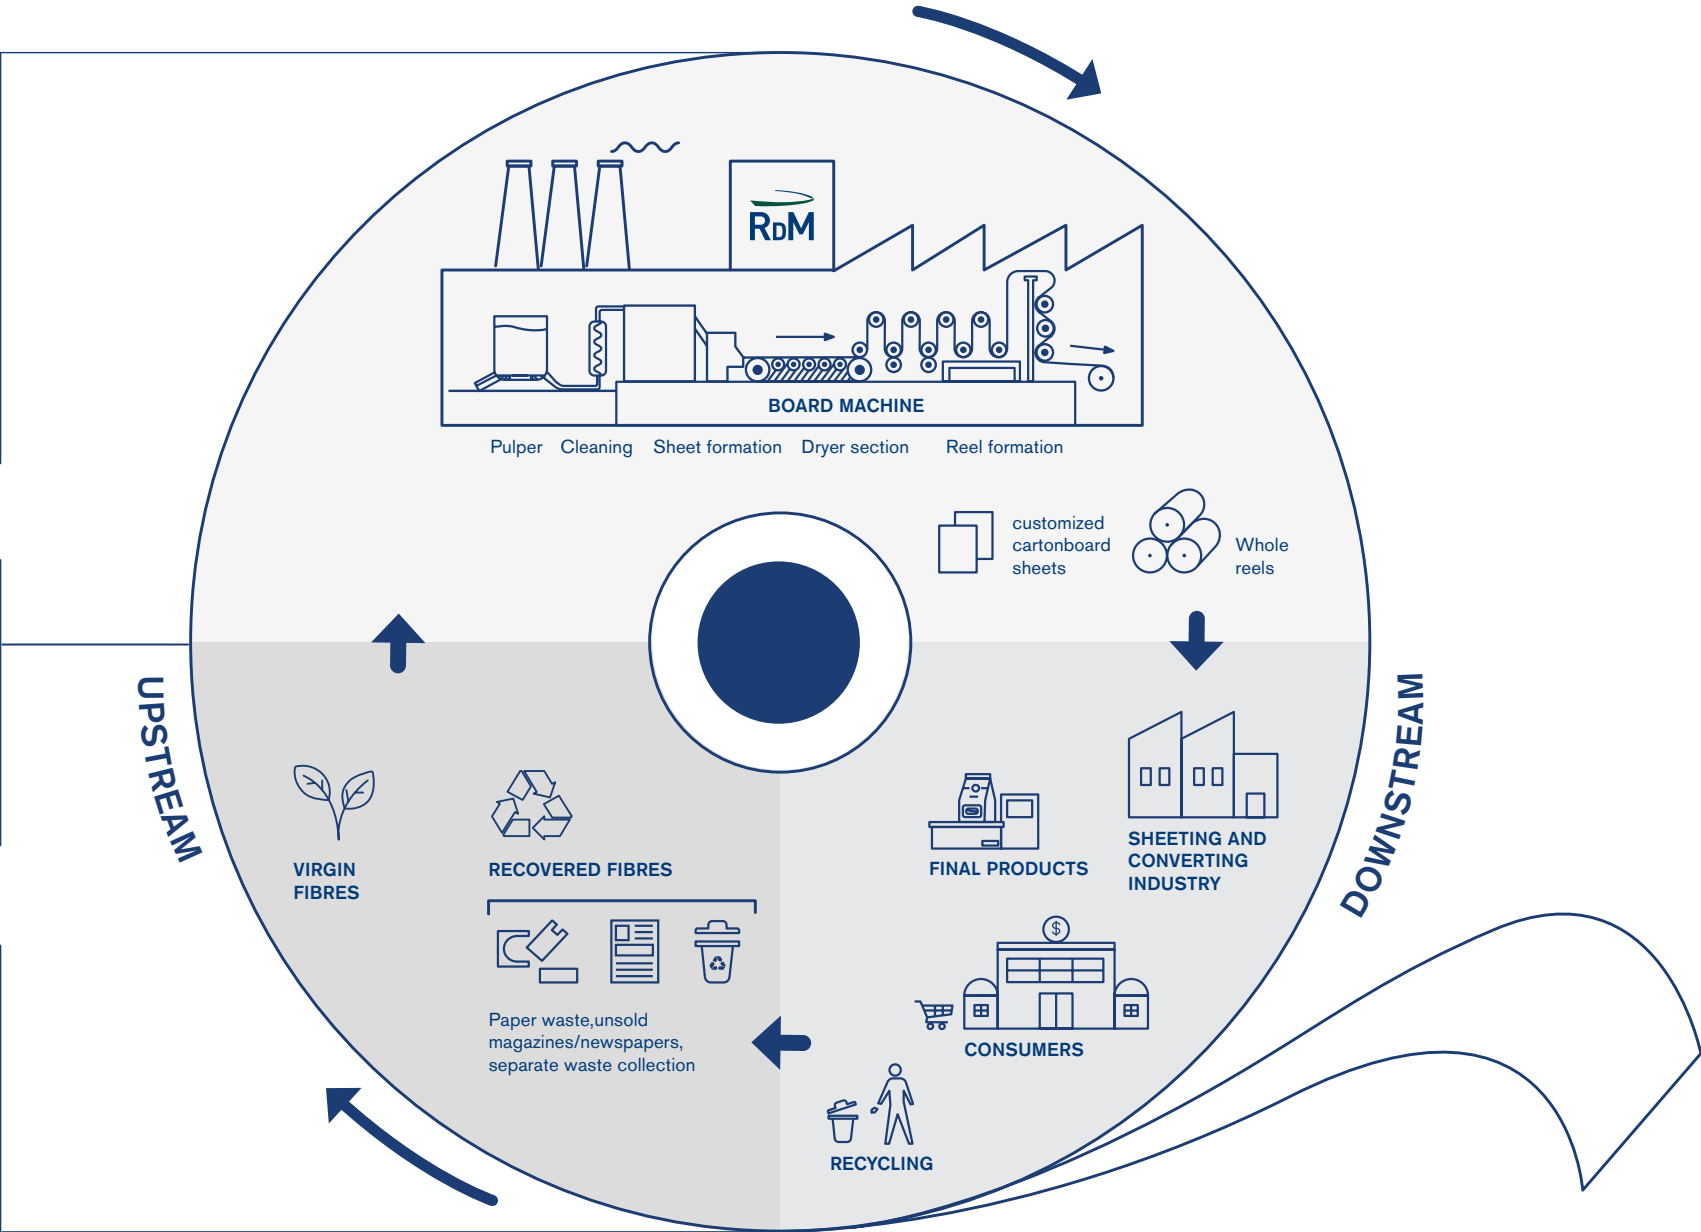 RDM
BOARD MACHINE
Pulper
Cleaning
Sheet formation
Dryer section
Reel formation
customized
cartonboard
sheets
Whole
reels
UPSTREAM
DOWNSTREAM
VIRGIN
FIBRES
RECOVERED FIBRES
Paper waste,unsold
magazines/newspapers,
separate waste collection
FINAL PRODUCTS
SHEETING AND
CONVERTING
INDUSTRY
$
CONSUMERS
RECYCLING